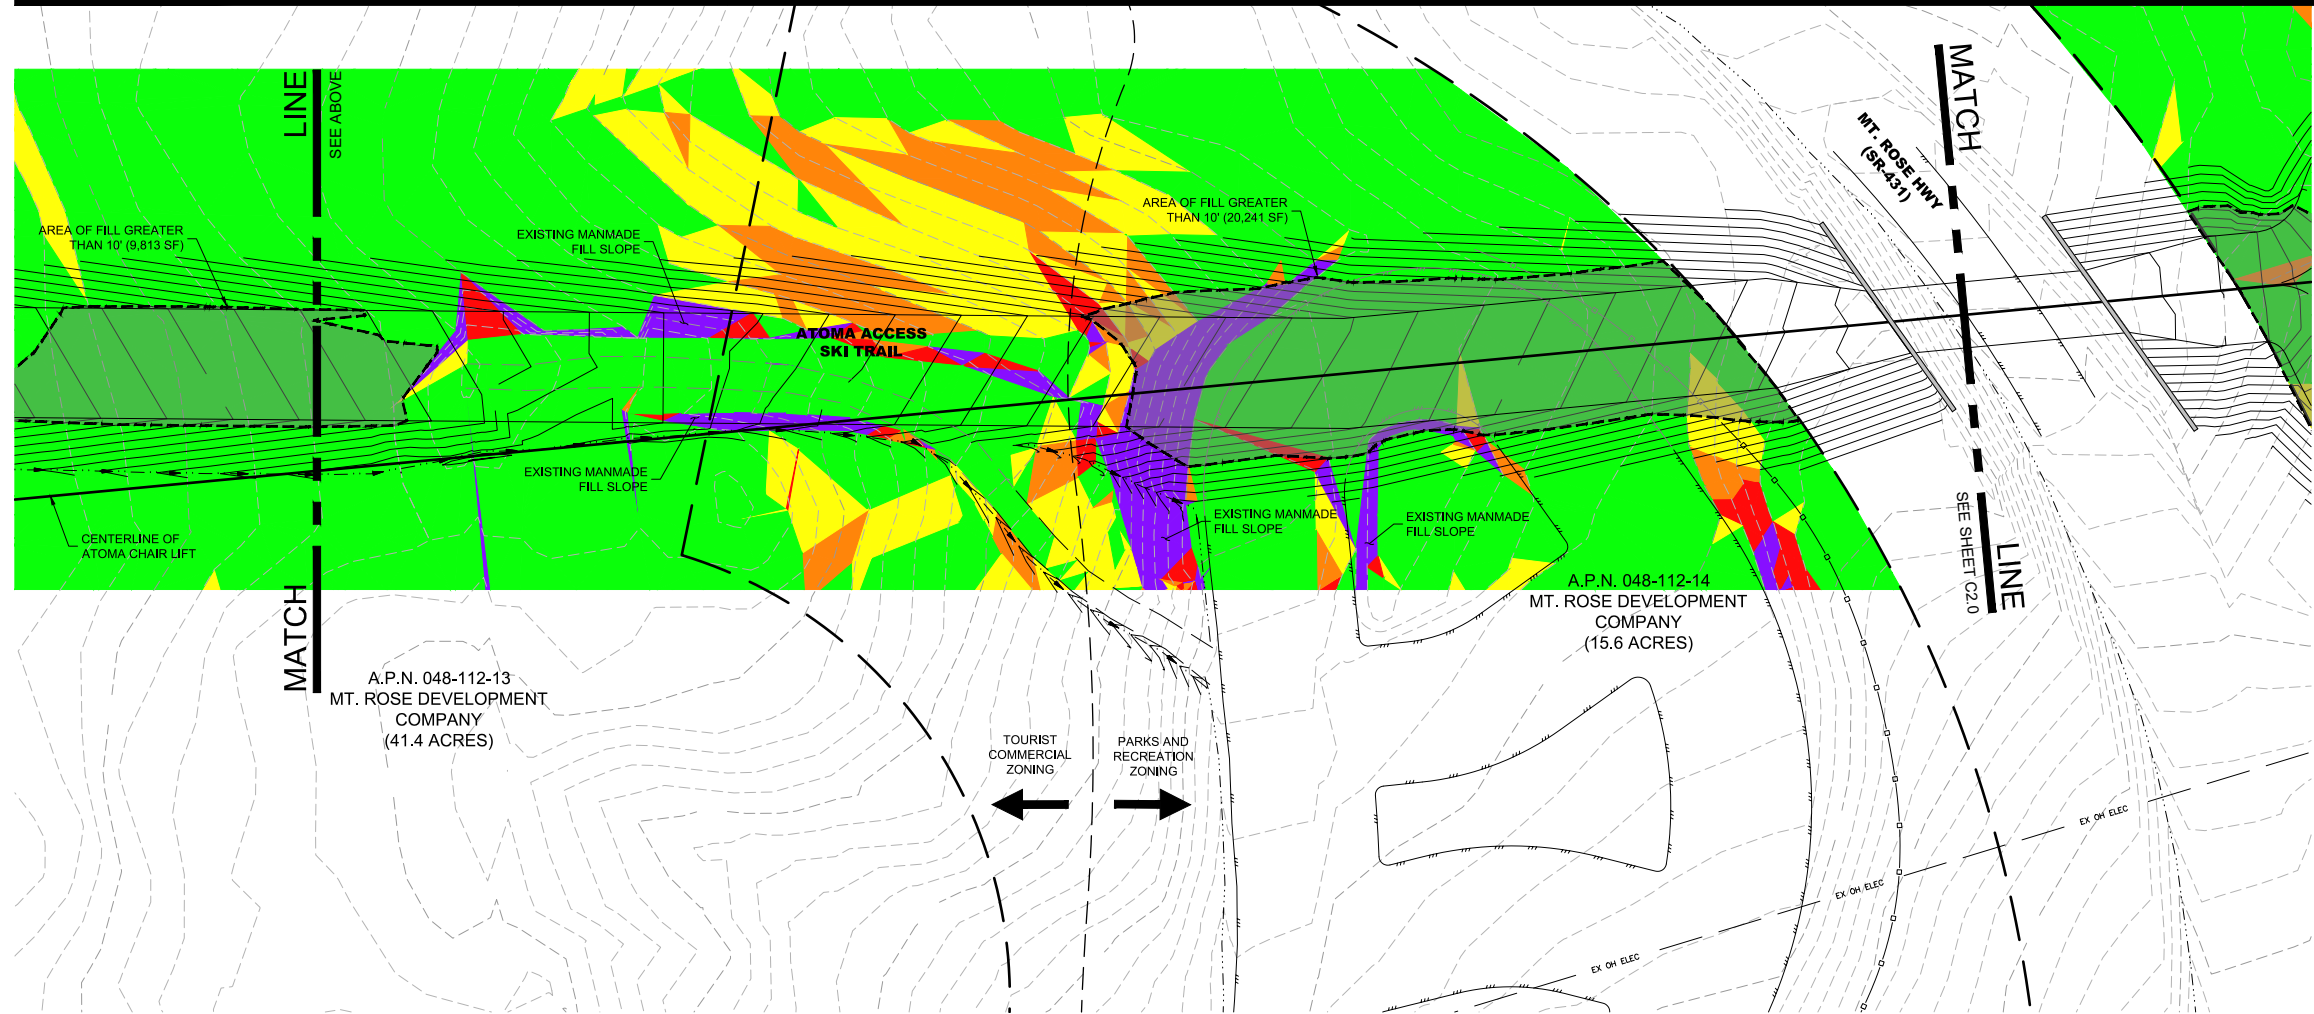 MATCH LINE
SEE ABOVE
AREA OF FILL GREATER
THAN 10' (9,813 SF)
EXISTING MANMADE
FILL SLOPE
AREA OF FILL GREATER
THAN 10' (20,241 SF)
MT. ROSE HWY
(SR-431)
MATCH LINE
SEE SHEET C2.0
ATOMA ACCESS
SKI TRAIL
EXISTING MANMADE
FILL SLOPE
CENTERLINE OF
ATOMA CHAIR LIFT
EXISTING MANMADE
FILL SLOPE
EXISTING MANMADE
FILL SLOPE
A.P.N. 048-112-14
MT. ROSE DEVELOPMENT
COMPANY
(15.6 ACRES)
A.P.N. 048-112-13
MT. ROSE DEVELOPMENT
COMPANY
(41.4 ACRES)
TOURIST
COMMERCIAL
ZONING
PARKS AND
RECREATION
ZONING
EX OH ELEC
EX OH ELEC
EX OH ELEC